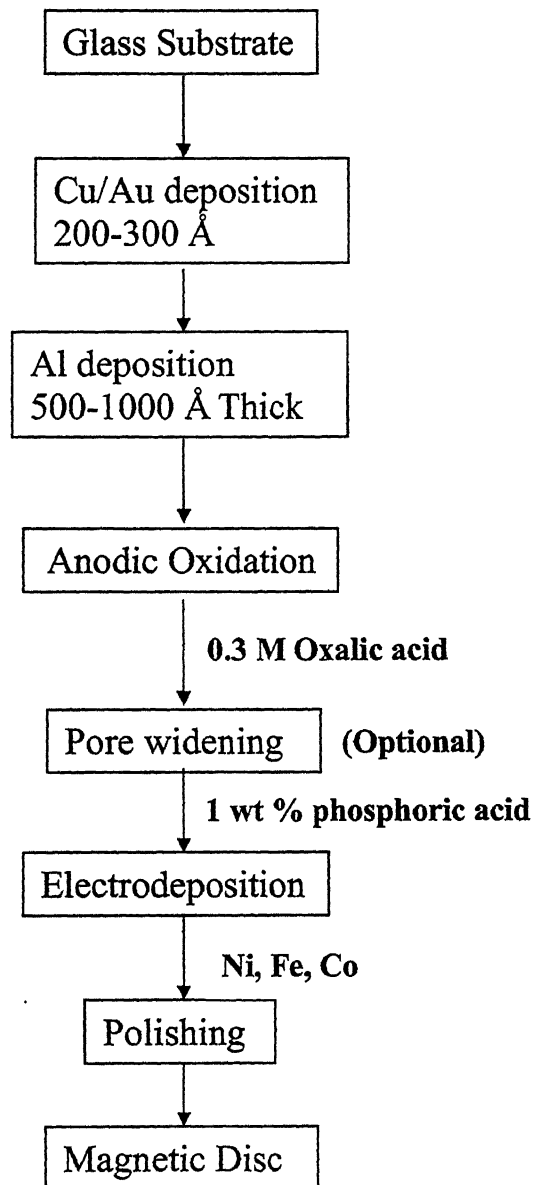 Glass Substrate
Cu/Au deposition
200-300 Å
Al deposition
500-1000 Å Thick
Anodic Oxidation
0.3 M Oxalic acid
Pore widening
(Optional)
1 wt % phosphoric acid
Electrodeposition
Ni, Fe, Co
Polishing
Magnetic Disc